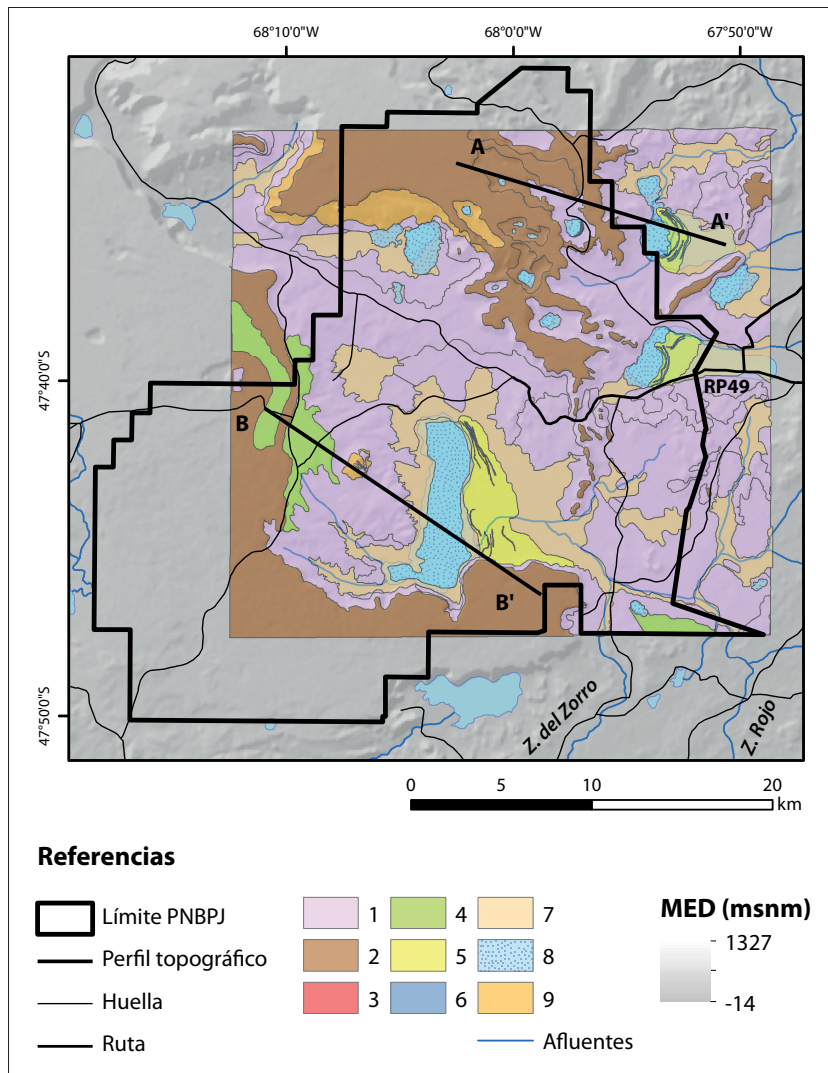 68°10'0"W 68°0'0"W 67°50'0"W
A
A'
47°40'0"S
RP49
B
B'
47°50'0"S
Z. del Zorro
Z. Rojo
0 5 10 20
km
Referencias
Límite PNBPJ
Perfil topográfico
Huella
Ruta
1 4 7
2 5 8
3 6 9
Afluentes
MED (msnm)
1327
-14